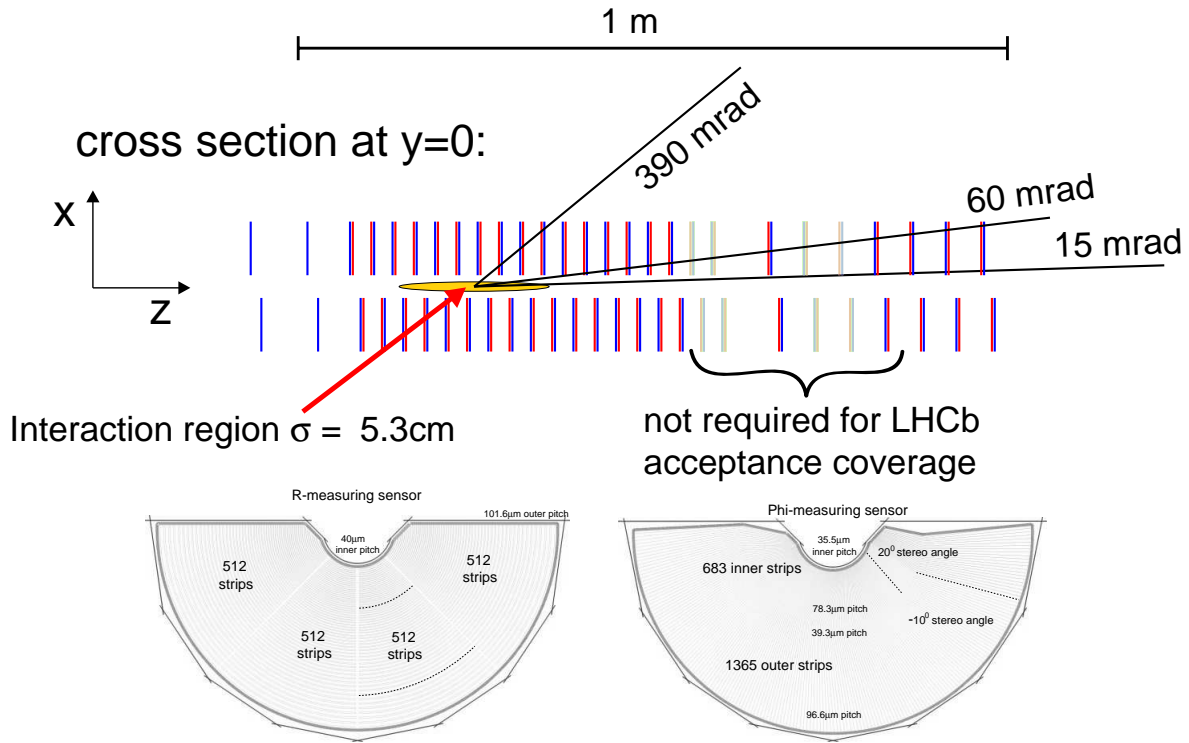 1 m
cross section at y=0:
390 mrad
60 mrad
15 mrad
x
z
Interaction region σ = 5.3cm
not required for LHCb
acceptance coverage
R-measuring sensor
101.6μm outer pitch
40μm
inner pitch
512
strips
512
strips
512
strips
512
strips
Phi-measuring sensor
35.5μm
inner pitch
20⁰ stereo angle
683 inner strips
78.3μm pitch
39.3μm pitch
-10⁰ stereo angle
1365 outer strips
96.6μm pitch